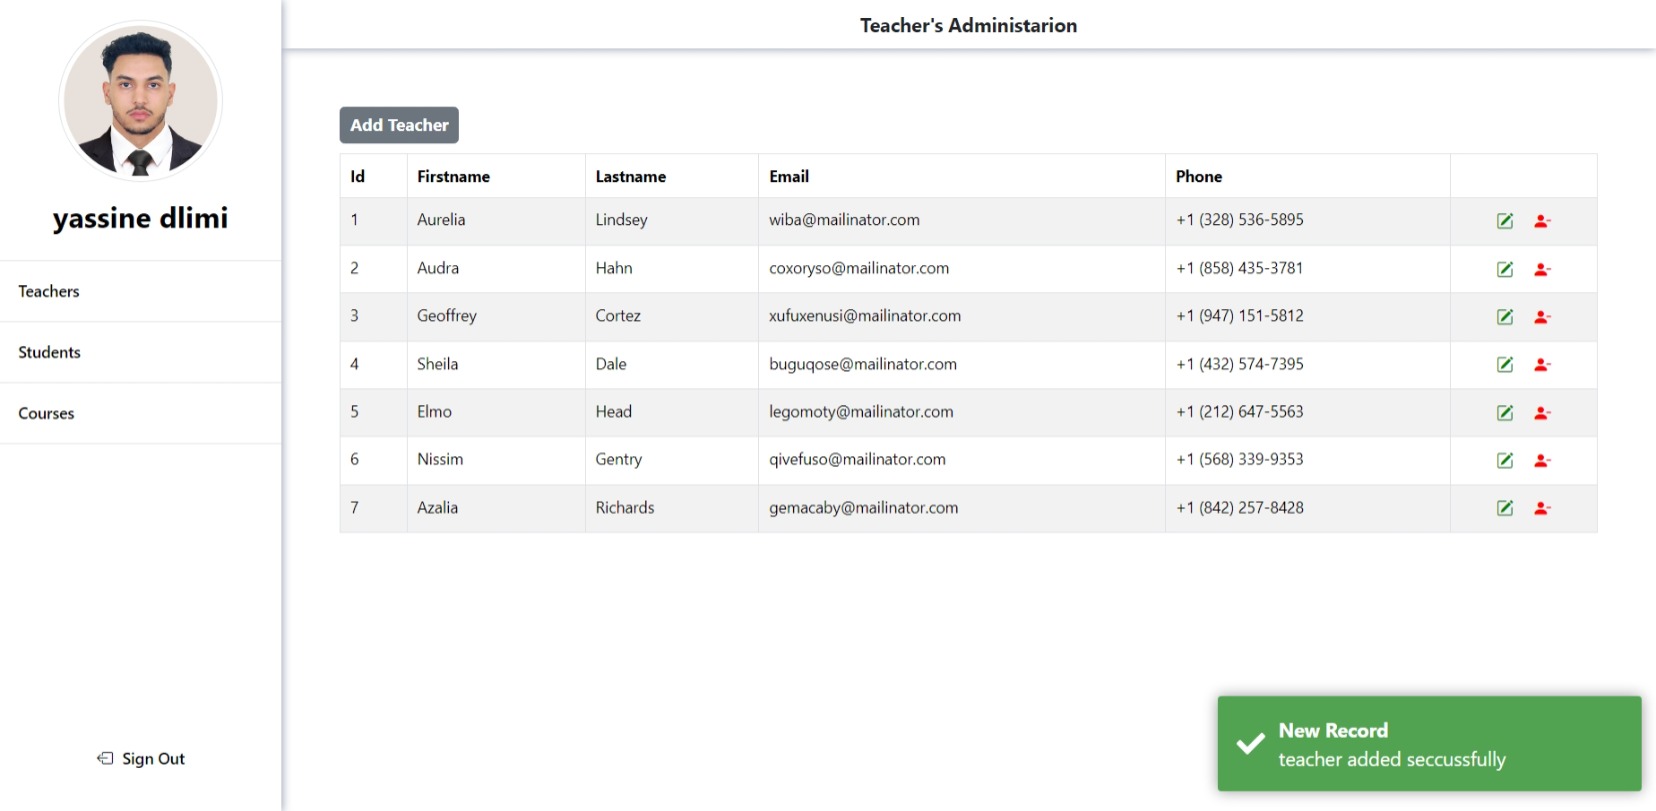 Teacher's Administarion
yassine dlimi
Teachers
Students
Courses
Sign Out
Add Teacher
Id Firstname Lastname Email Phone
1 Aurelia Lindsey wiba@mailinator.com +1 (328) 536-5895
2 Audra Hahn coxoryso@mailinator.com +1 (858) 435-3781
3 Geoffrey Cortez xufuxenusi@mailinator.com +1 (947) 151-5812
4 Sheila Dale buguqose@mailinator.com +1 (432) 574-7395
5 Elmo Head legomoty@mailinator.com +1 (212) 647-5563
6 Nissim Gentry qivefuso@mailinator.com +1 (568) 339-9353
7 Azalia Richards gemacaby@mailinator.com +1 (842) 257-8428
New Record
teacher added seccussfully